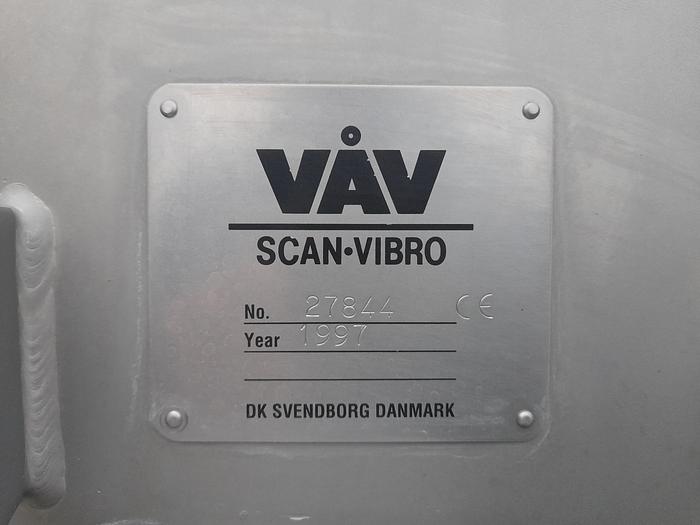 VÅV
SCAN·VIBRO
No. 27844 CE
Year 1997
DK SVENDBORG DANMARK